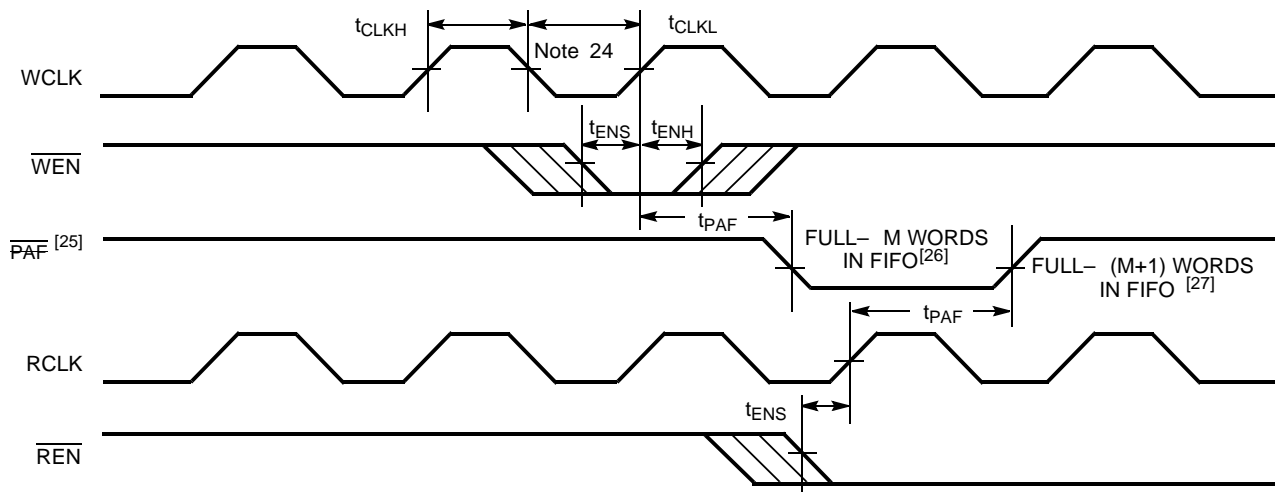 tCLKH
tCLKL
Note 24
WCLK
tENS
tENH
WEN
tPAF
PAF [25]
FULL– M WORDS
IN FIFO[26]
FULL– (M+1) WORDS
IN FIFO [27]
tPAF
RCLK
tENS
REN